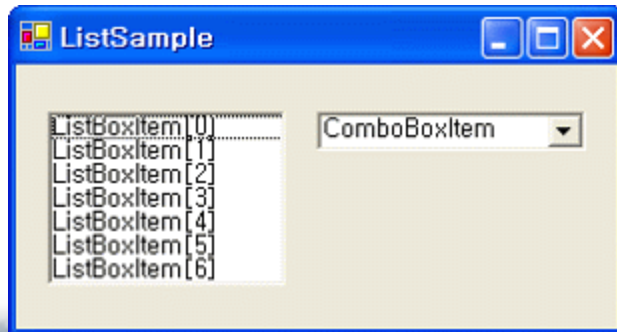 ListSample
ListBoxItem[0]
ListBoxItem[1]
ListBoxItem[2]
ListBoxItem[3]
ListBoxItem[4]
ListBoxItem[5]
ListBoxItem[6]
ComboBoxItem